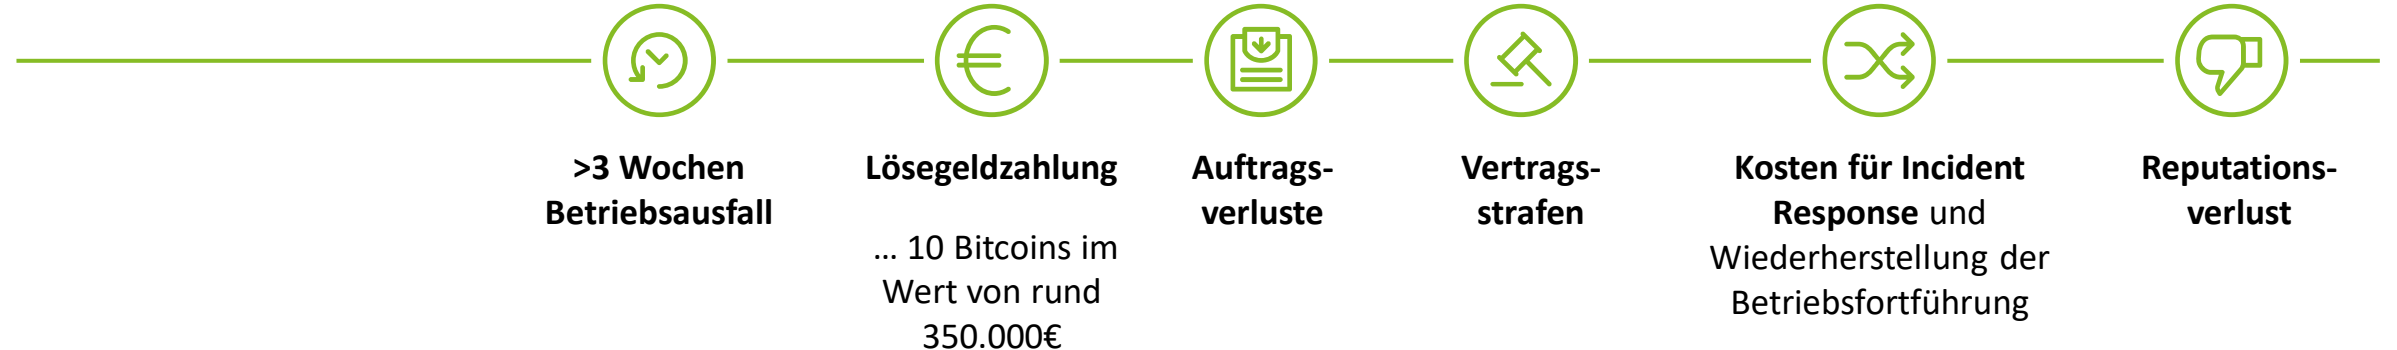 >3 Wochen
Betriebsausfall
Lösegeldzahlung
... 10 Bitcoins im
Wert von rund
350.000€
Auftrags-
verluste
Vertrags-
strafen
Kosten für Incident
Response und
Wiederherstellung der
Betriebsfortführung
Reputations-
verlust